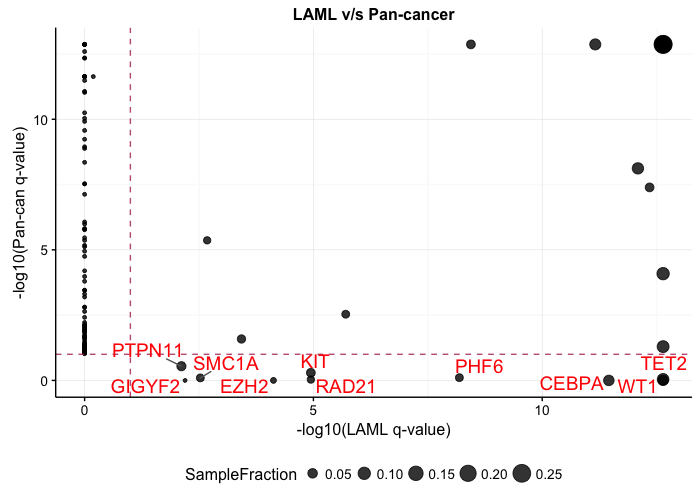 LAML v/s Pan-cancer
-log10(Pan-can q-value)
10
5
0
PTPN11
SMC1A
KIT
PHF6
TET2
GIGYF2
EZH2
RAD21
CEBPA
WT1
0
5
10
-log10(LAML q-value)
SampleFraction 0.05 0.10 0.15 0.20 0.25